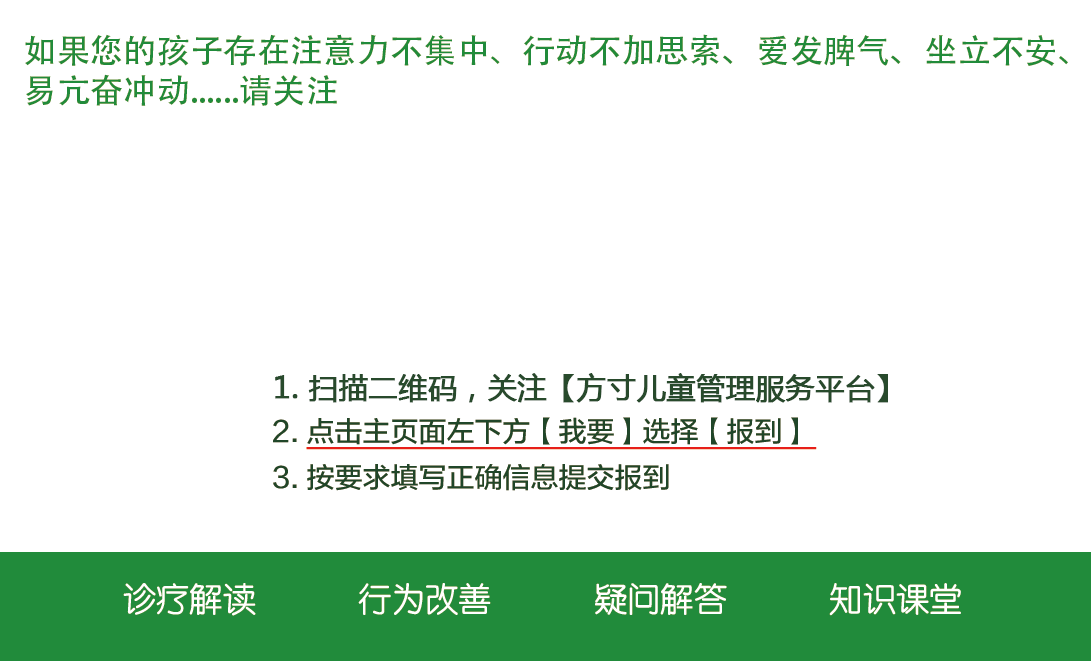 如果您的孩子存在注意力不集中、行动不加思索、爱发脾气、坐立不安、
易亢奋冲动......请关注
1. 扫描二维码，关注【方寸儿童管理服务平台】
2. 点击主页面左下方【我要】选择【报到】
3. 按要求填写正确信息提交报到
诊疗解读 行为改善 疑问解答 知识课堂